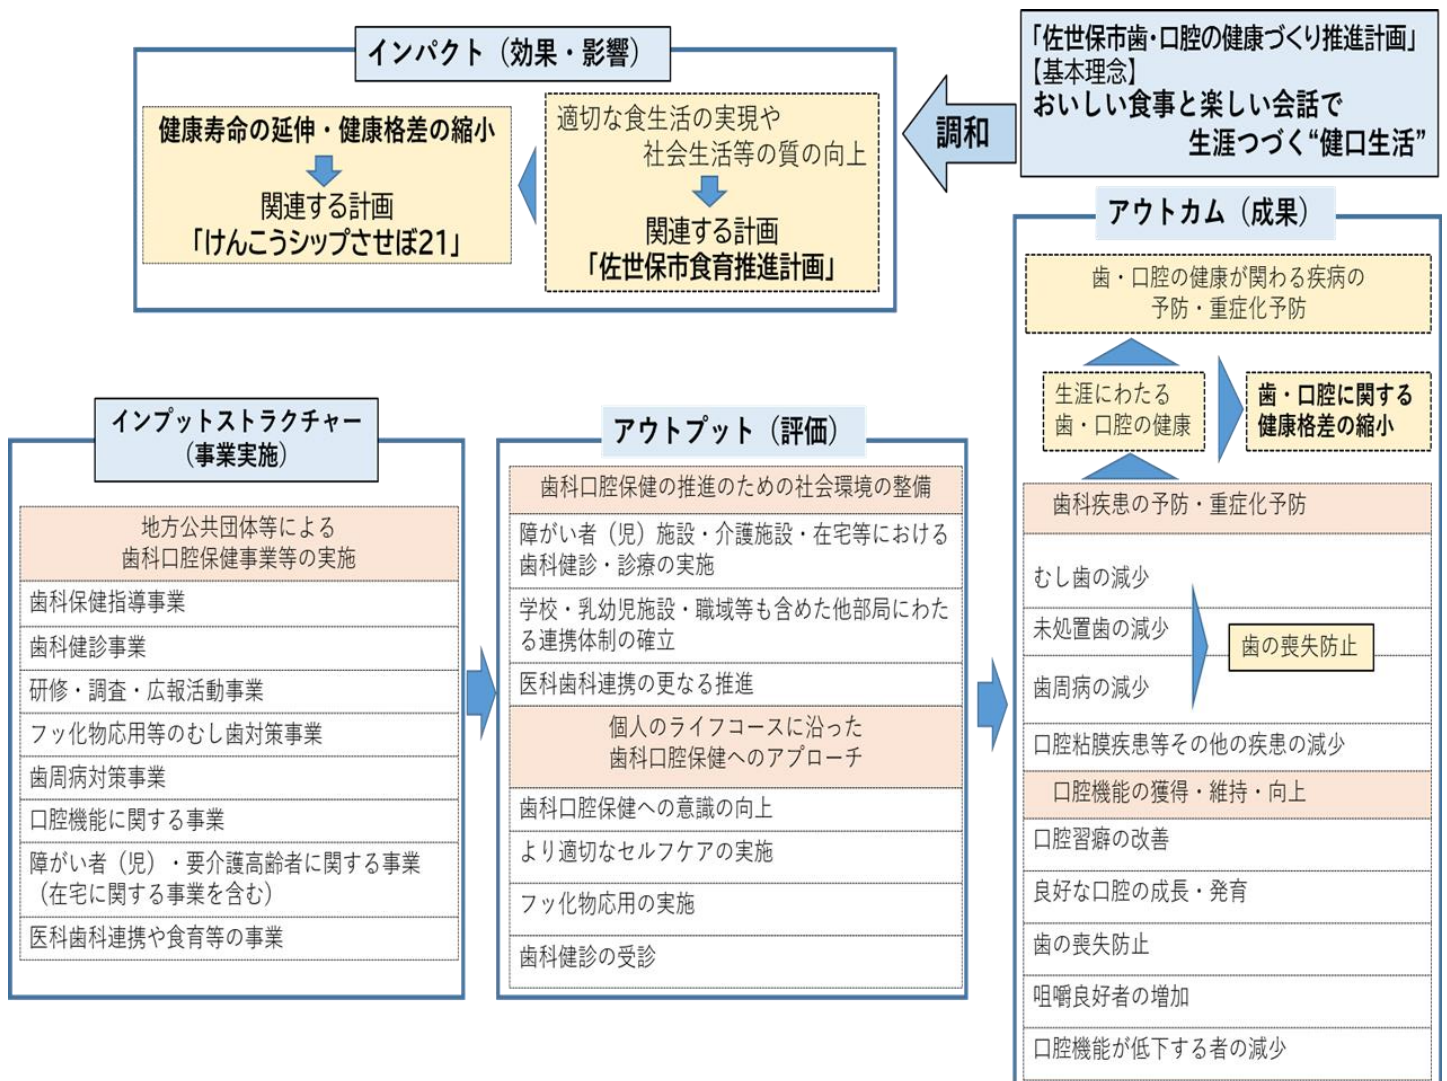 インパクト（効果・影響）
健康寿命の延伸・健康格差の縮小
関連する計画
「けんこうシップさせぼ21」
適切な食生活の実現や
社会生活等の質の向上
関連する計画
「佐世保市食育推進計画」
調和
「佐世保市歯・口腔の健康づくり推進計画」
【基本理念】
おいしい食事と楽しい会話で
生涯つづく“健口生活”
インプットストラクチャー
（事業実施）
地方公共団体等による
歯科口腔保健事業等の実施
歯科保健指導事業
歯科健診事業
研修・調査・広報活動事業
フッ化物応用等のむし歯対策事業
歯周病対策事業
口腔機能に関する事業
障がい者（児）・要介護高齢者に関する事業
（在宅に関する事業を含む）
医科歯科連携や食育等の事業
アウトプット（評価）
歯科口腔保健の推進のための社会環境の整備
障がい者（児）施設・介護施設・在宅等における
歯科健診・診療の実施
学校・乳幼児施設・職域等も含めた他部局にわた
る連携体制の確立
医科歯科連携の更なる推進
個人のライフコースに沿った
歯科口腔保健へのアプローチ
歯科口腔保健への意識の向上
より適切なセルフケアの実施
フッ化物応用の実施
歯科健診の受診
アウトカム（成果）
歯・口腔の健康が関わる疾病の
予防・重症化予防
生涯にわたる
歯・口腔の健康
歯・口腔に関する
健康格差の縮小
歯科疾患の予防・重症化予防
むし歯の減少
未処置歯の減少
歯周病の減少
歯の喪失防止
口腔粘膜疾患等その他の疾患の減少
口腔機能の獲得・維持・向上
口腔習癖の改善
良好な口腔の成長・発育
歯の喪失防止
咀嚼良好者の増加
口腔機能が低下する者の減少